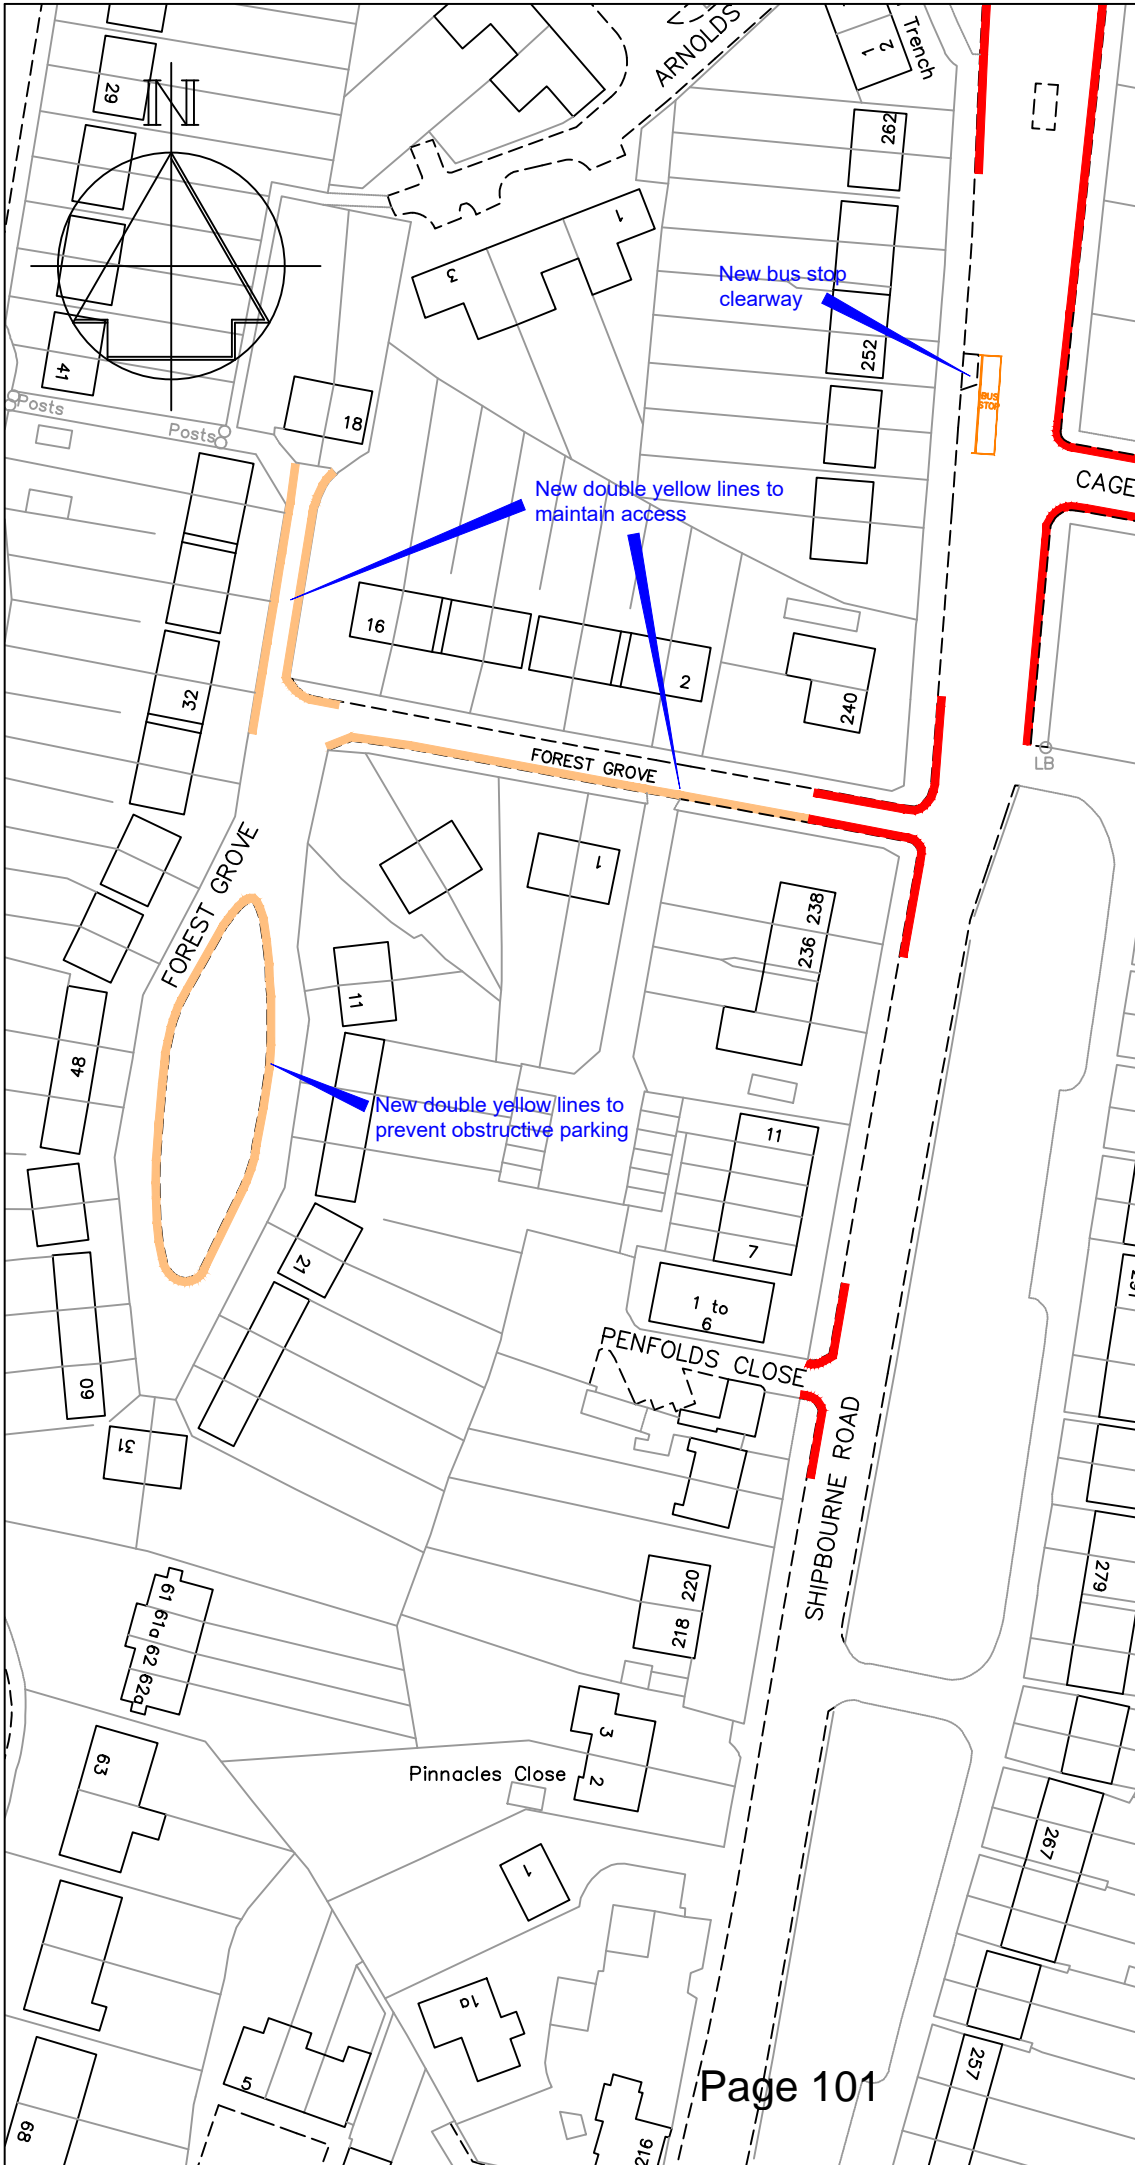 ARNOLDS
1
2
Trench
29
N
262
1
3
New bus stop
clearway
252
41
Posts
Posts
18
BUS
STOP
CAGE
New double yellow lines to
maintain access
16
2
32
240
FOREST GROVE
LB
FOREST GROVE
1
238
236
11
48
New double yellow lines to
prevent obstructive parking
11
7
21
1 to
6
PENFOLDS CLOSE
60
31
SHIPBOURNE ROAD
279
220
218
61
61a
62
62a
63
3
2
Pinnacles Close
267
1
1a
5
257
Page 101
68
216